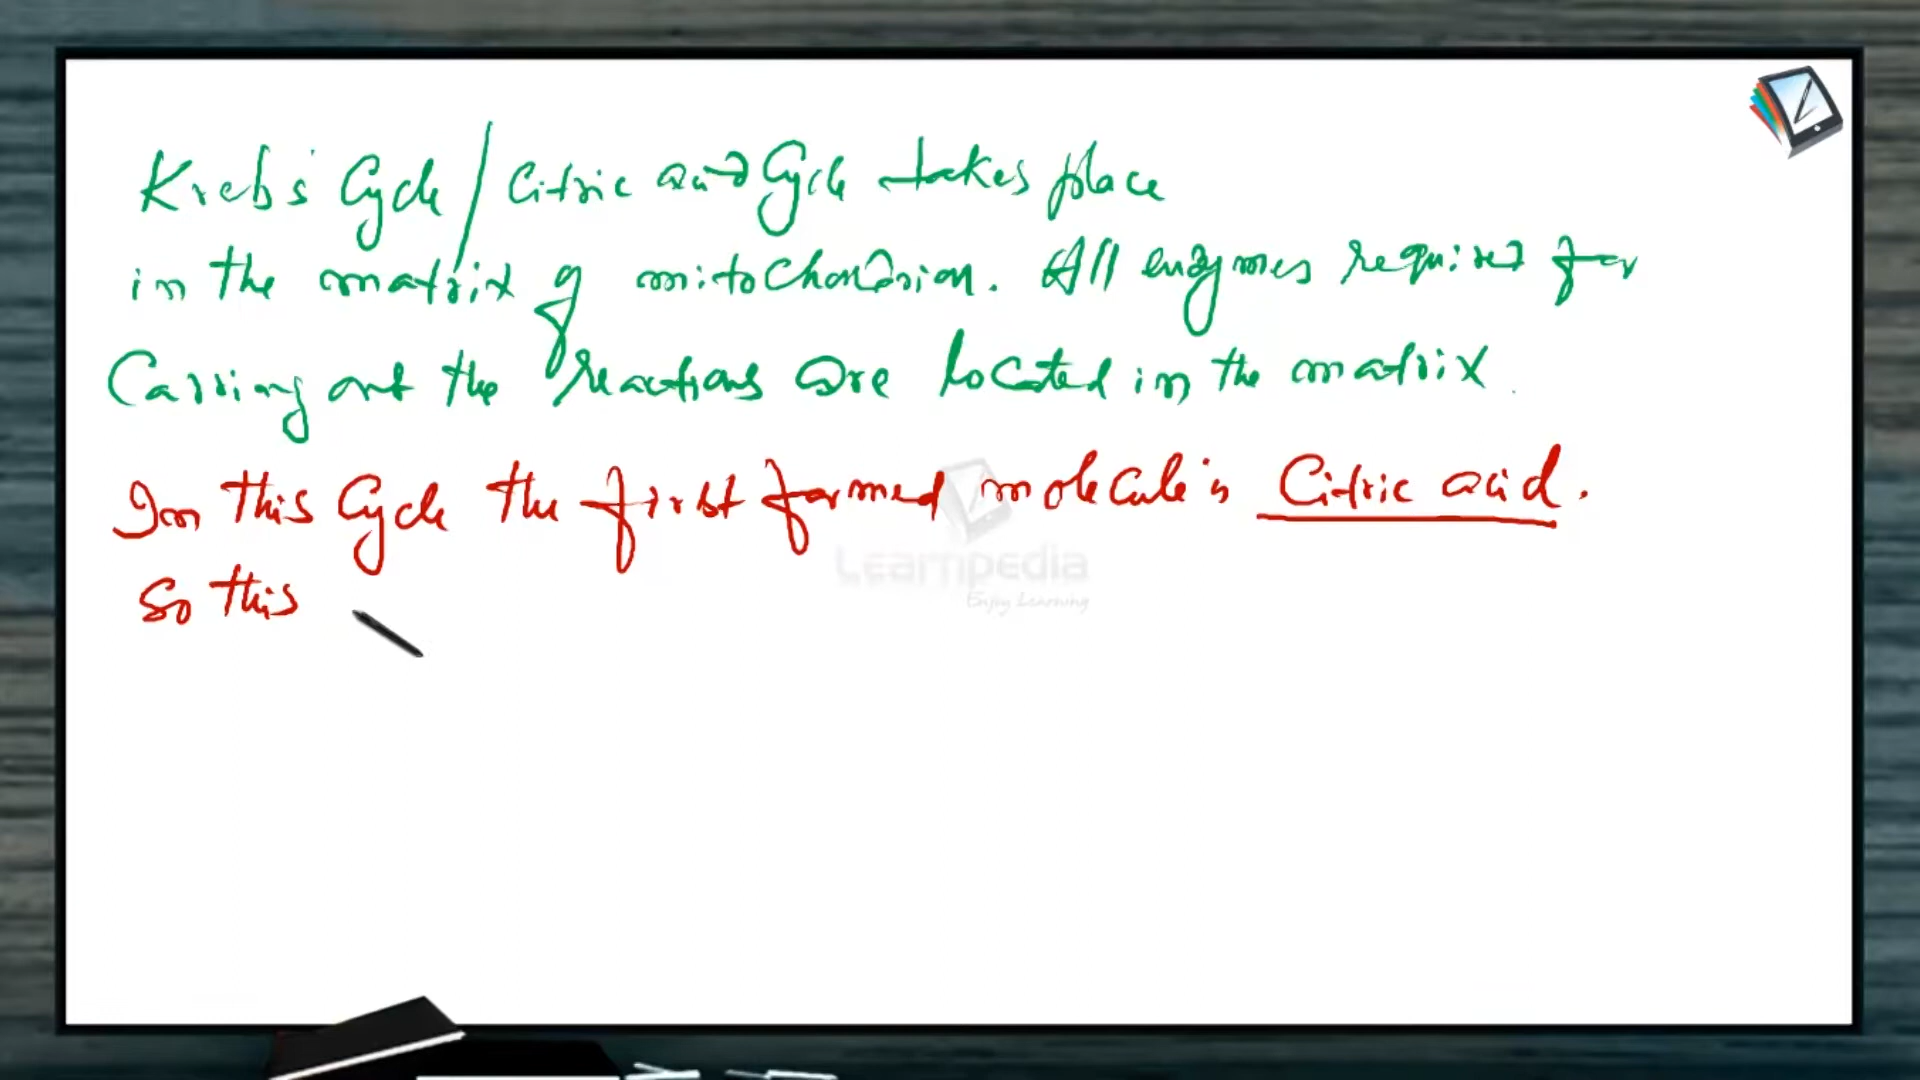 Kreb's Cycle / Citric acid Cycle takes place
in the matrix of mitochondrion. All enzymes required for
Carring out the reactions are located in the matrix.
In this Cycle the first formed molecule is Citric acid.
So this
Learnpedia
Enjoy Learning